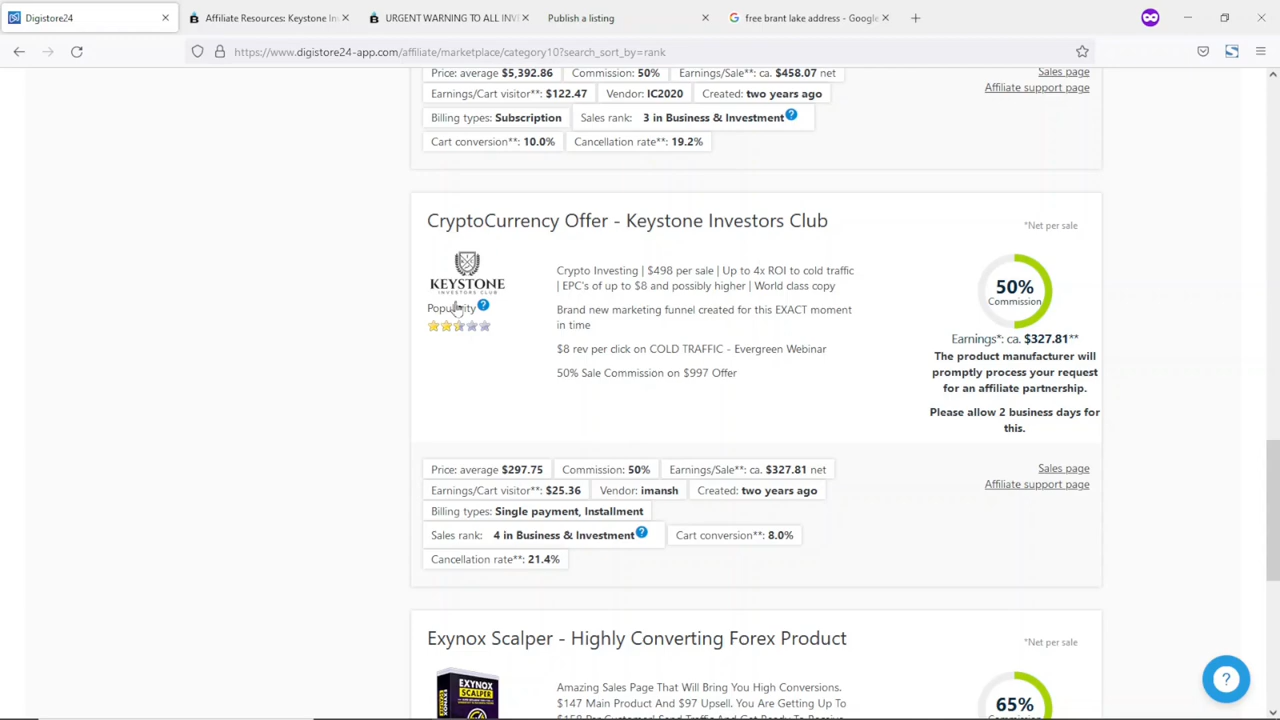 Digistore24
Affiliate Resources: Keystone In
URGENT WARNING TO ALL INV
Publish a listing
free brant lake address - Google
https://www.digistore24-app.com/affiliate/marketplace/category10?search_sort_by=rank
Price: average $5,392.86 Commission: 50% Earnings/Sale**: ca. $458.07 net
Sales page
Affiliate support page
Earnings/Cart visitor**: $122.47 Vendor: IC2020 Created: two years ago
Billing types: Subscription Sales rank: 3 in Business & Investment ?
Cart conversion**: 10.0% Cancellation rate**: 19.2%
CryptoCurrency Offer - Keystone Investors Club
*Net per sale
KEYSTONE
INVESTORS CLUB
Popularity ?
Crypto Investing | $498 per sale | Up to 4x ROI to cold traffic
| EPC's of up to $8 and possibly higher | World class copy
Brand new marketing funnel created for this EXACT moment
in time
$8 rev per click on COLD TRAFFIC - Evergreen Webinar
50% Sale Commission on $997 Offer
50%
Commission
Earnings*: ca. $327.81**
The product manufacturer will
promptly process your request
for an affiliate partnership.
Please allow 2 business days for
this.
Price: average $297.75 Commission: 50% Earnings/Sale**: ca. $327.81 net
Sales page
Affiliate support page
Earnings/Cart visitor**: $25.36 Vendor: imansh Created: two years ago
Billing types: Single payment, Installment
Sales rank: 4 in Business & Investment ? Cart conversion**: 8.0%
Cancellation rate**: 21.4%
Exynox Scalper - Highly Converting Forex Product
*Net per sale
EXYNOX
SCALPER
Amazing Sales Page That Will Bring You High Conversions.
$147 Main Product And $97 Upsell. You Are Getting Up To
65%
?